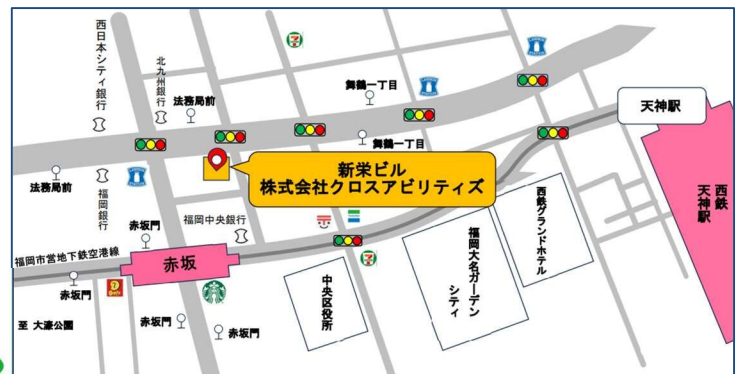 西日本シティ銀行
北九州銀行
法務局前
舞鶴一丁目
天神駅
舞鶴一丁目
新栄ビル
株式会社クロスアビリティズ
西鉄
天神駅
法務局前
福岡銀行
福岡中央銀行
赤坂門
西鉄グランドホテル
福岡大名ガーデン
シティ
福岡市営地下鉄空港線
赤坂
中央区役所
赤坂門
赤坂門
赤坂門
至 大濠公園